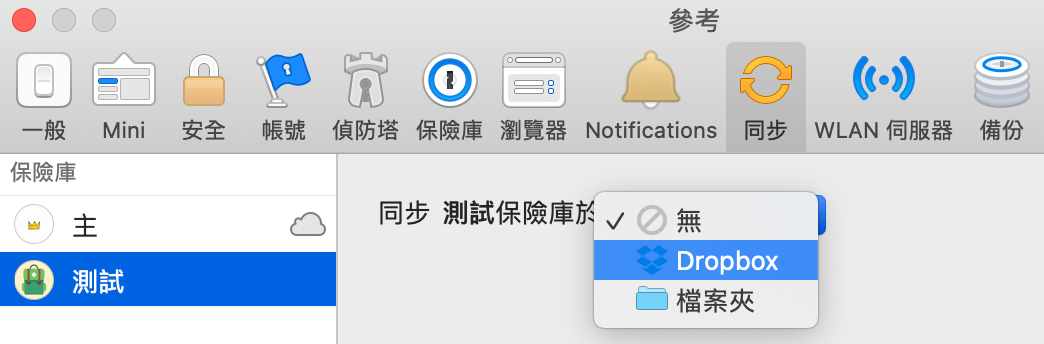 參考
一般 Mini 安全 帳號 偵防塔 保險庫 瀏覽器 Notifications 同步 WLAN 伺服器 備份
保險庫
主
測試
同步 測試保險庫於
無
Dropbox
檔案夾